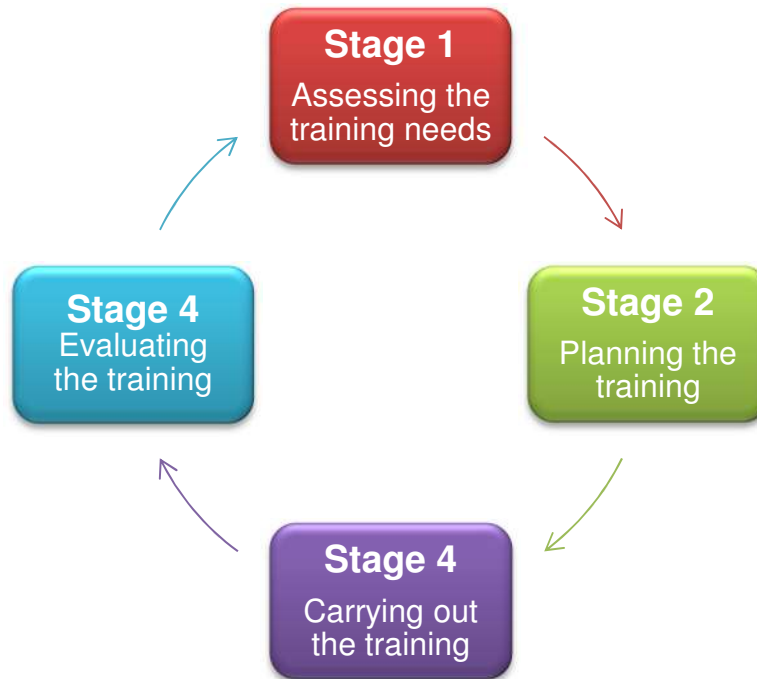 Stage 1
Assessing the
training needs
Stage 2
Planning the
training
Stage 4
Carrying out
the training
Stage 4
Evaluating
the training